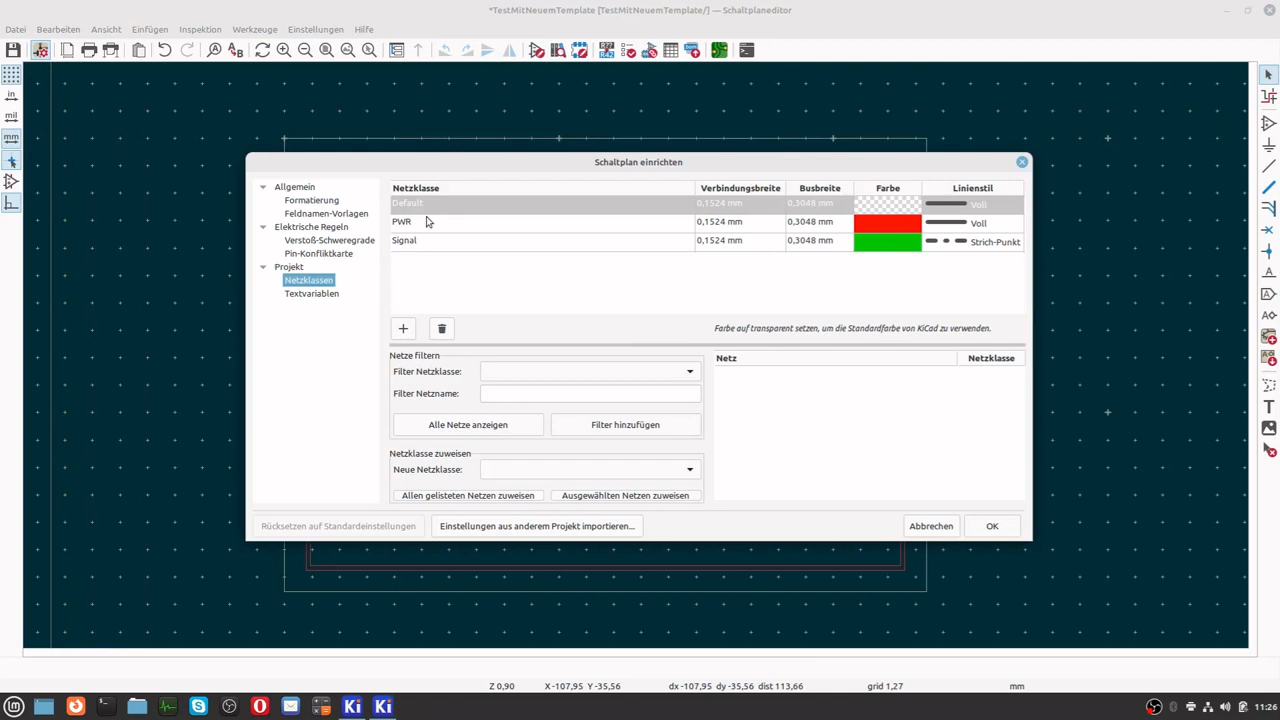 *TestMitNeuemTemplate [TestMitNeuemTemplate/] — Schaltplaneditor
Datei Bearbeiten Ansicht Einfügen Inspektion Werkzeuge Einstellungen Hilfe
in
mil
mm
Schaltplan einrichten
Allgemein
Formatierung
Feldnamen-Vorlagen
Elektrische Regeln
Verstoß-Schweregrade
Pin-Konfliktkarte
Projekt
Netzklassen
Textvariablen
Netzklasse Verbindungsbreite Busbreite Farbe Linienstil
Default 0,1524 mm 0,3048 mm Voll
PWR 0,1524 mm 0,3048 mm Voll
Signal 0,1524 mm 0,3048 mm Strich-Punkt
Farbe auf transparent setzen, um die Standardfarbe von KiCad zu verwenden.
Netze filtern
Filter Netzklasse:
Filter Netzname:
Alle Netze anzeigen Filter hinzufügen
Netzklasse zuweisen
Neue Netzklasse:
Allen gelisteten Netzen zuweisen Ausgewählten Netzen zuweisen
Netz Netzklasse
Rücksetzen auf Standardeinstellungen Einstellungen aus anderem Projekt importieren... Abbrechen OK
Z 0,90 X -107,95 Y -35,56 dx -107,95 dy -35,56 dist 113,66 grid 1,27 mm
Ki Ki 11:26